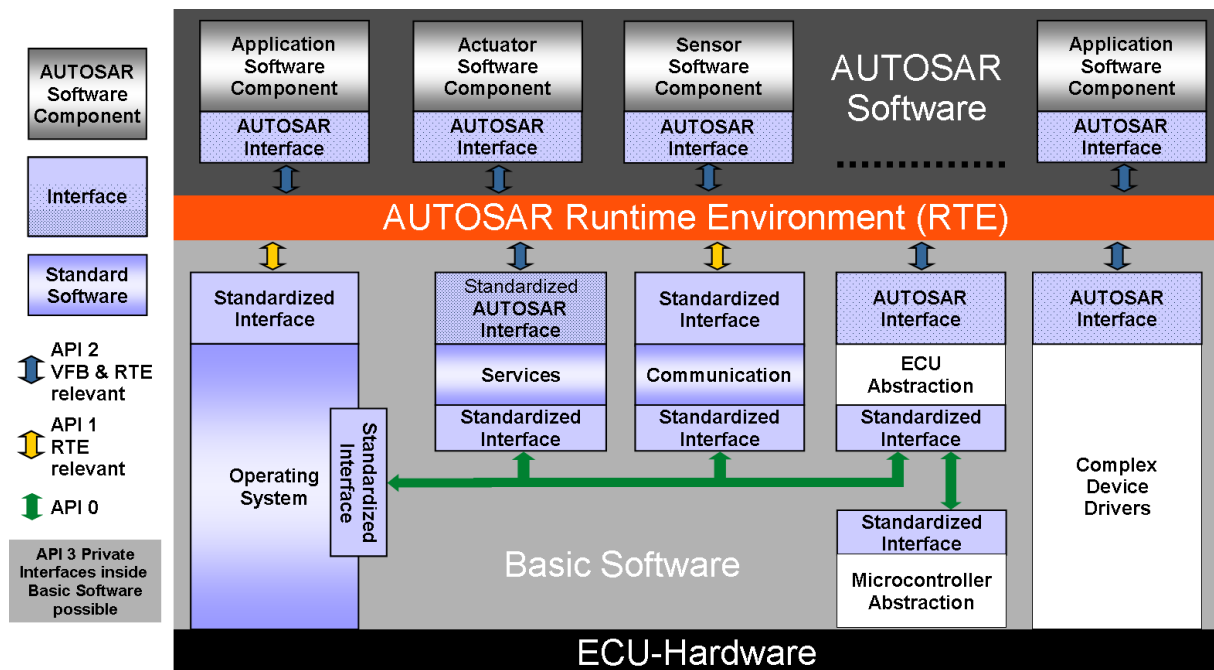 AUTOSAR
Software
Component
Interface
Standard
Software
API 2
VFB & RTE
relevant
API 1
RTE
relevant
API 0
API 3 Private
Interfaces inside
Basic Software
possible
Application
Software
Component
AUTOSAR
Interface
Actuator
Software
Component
AUTOSAR
Interface
Sensor
Software
Component
AUTOSAR
Interface
AUTOSAR
Software
Application
Software
Component
AUTOSAR
Interface
AUTOSAR Runtime Environment (RTE)
Standardized
Interface
Operating
System
Standardized
Interface
Standardized
AUTOSAR
Interface
Services
Standardized
Interface
Standardized
Interface
Communication
Standardized
Interface
AUTOSAR
Interface
ECU
Abstraction
Standardized
Interface
Standardized
Interface
Microcontroller
Abstraction
AUTOSAR
Interface
Complex
Device
Drivers
Basic Software
ECU-Hardware